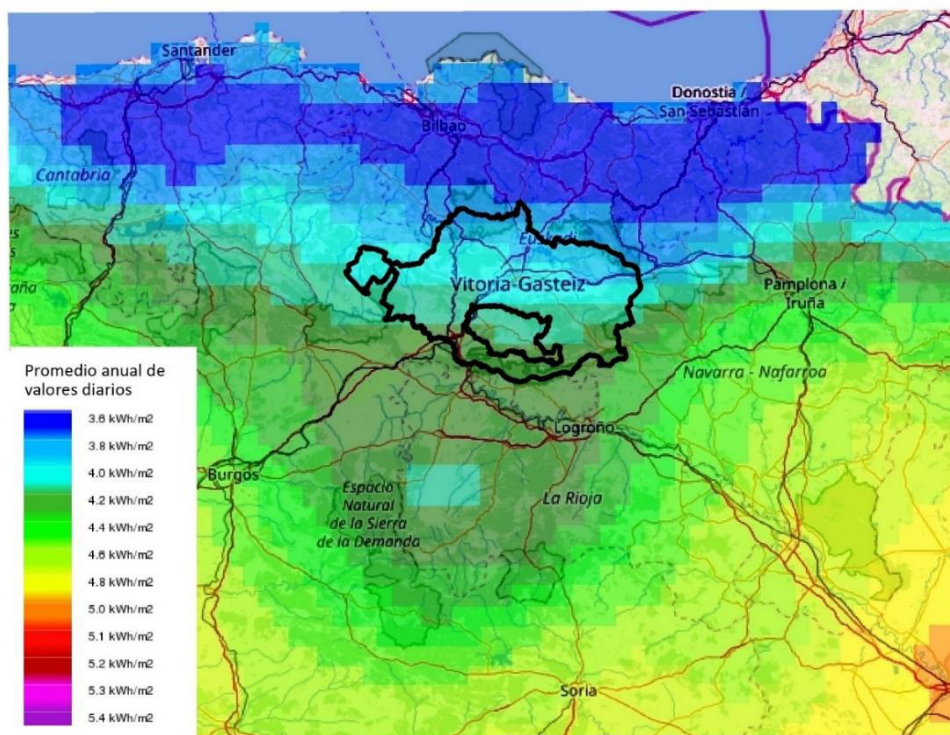 Santander
Donostia /
San-Sebastián
Bilbao
Cantabria
Euskadi
Vitoria-Gasteiz
Pamplona /
Iruña
Navarra - Nafarroa
Logroño
Burgos
Espacio
Natural
de la Sierra
de la Demanda
La Rioja
Soria
Promedio anual de
valores diarios
3.6 kWh/m2
3.8 kWh/m2
4.0 kWh/m2
4.2 kWh/m2
4.4 kWh/m2
4.6 kWh/m2
4.8 kWh/m2
5.0 kWh/m2
5.1 kWh/m2
5.2 kWh/m2
5.3 kWh/m2
5.4 kWh/m2